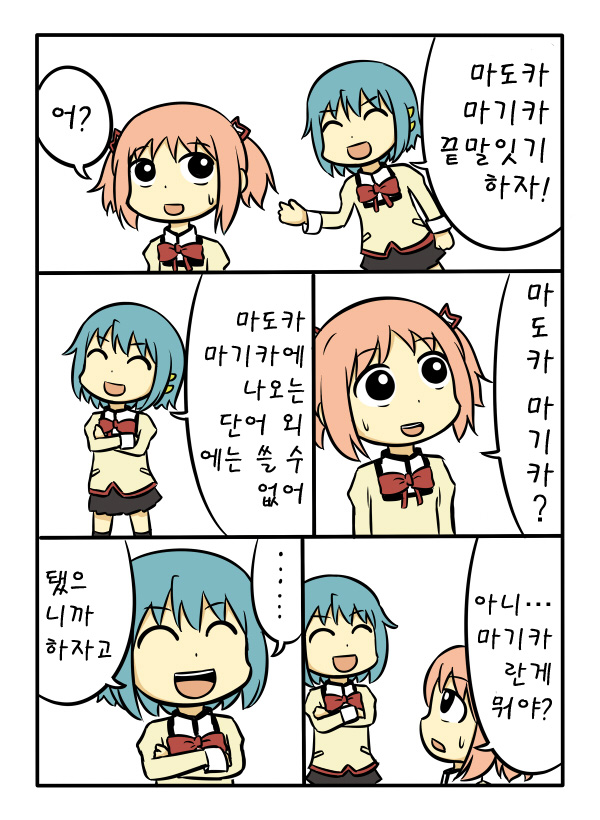 마도카
마기카
끝말잇기
하자!
어?
마도카 마기카?
마도카
마기카에
나오는
단어 외
에는 쓸 수
없어
아니…
마기카
란게
뭐야?
······
됐으
니까
하자고